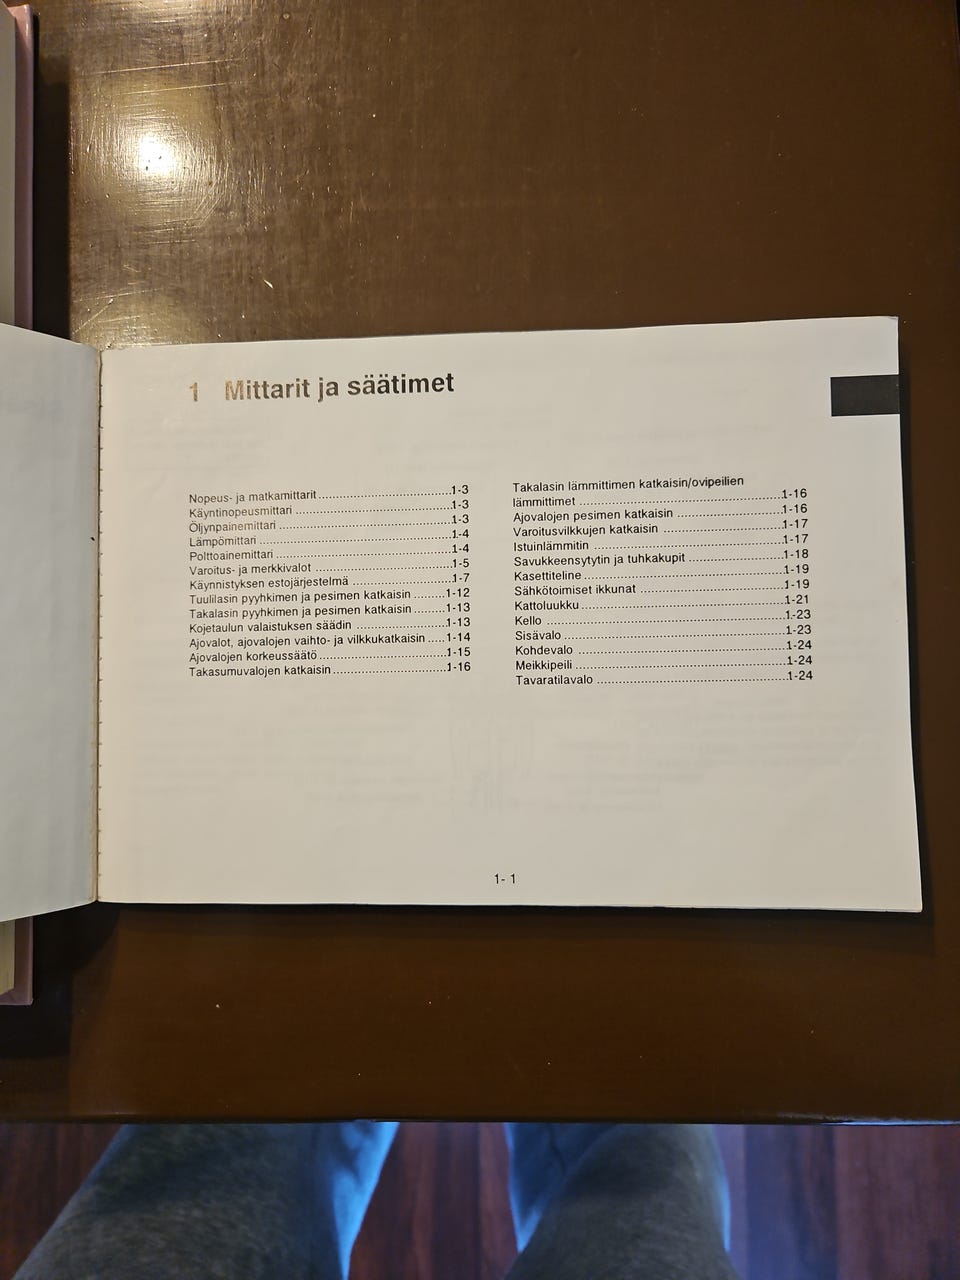 1 Mittarit ja säätimet
Nopeus- ja matkamittarit....................................1-3
Käyntinopeusmittari..........................................1-3
Öljynpainemittari...............................................1-3
Lämpömittari....................................................1-4
Polttoainemittari................................................1-4
Varoitus- ja merkkivalot.....................................1-5
Käynnistyksen estojärjestelmä..........................1-7
Tuulilasin pyyhkimen ja pesimen katkaisin........1-12
Takalasin pyyhkimen ja pesimen katkaisin........1-13
Kojetaulun valaistuksen säädin........................1-13
Ajovalot, ajovalojen vaihto- ja vilkkukatkaisin.....1-14
Ajovalojen korkeussäätö..................................1-15
Takasumuvalojen katkaisin..............................1-16
Takalasin lämmittimen katkaisin/ovipeilien
lämmittimet......................................................1-16
Ajovalojen pesimen katkaisin...........................1-16
Varoitusvilkkujen katkaisin...............................1-17
Istuinlämmitin...................................................1-17
Savukkeensytytin ja tuhkakupit........................1-18
Kasettiteline.....................................................1-19
Sähkötoimiset ikkunat......................................1-19
Kattoluukku......................................................1-21
Kello................................................................1-23
Sisävalo...........................................................1-23
Kohdevalo.......................................................1-24
Meikkipeili........................................................1-24
Tavaratilavalo..................................................1-24
1- 1